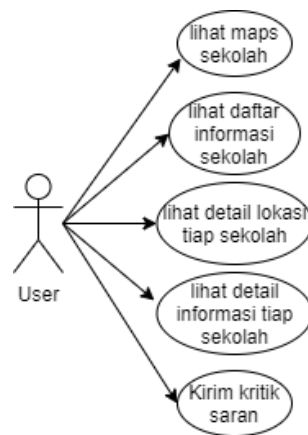 lihat maps
sekolah
lihat daftar
informasi
sekolah
lihat detail lokasi
tiap sekolah
lihat detail
informasi tiap
sekolah
Kirim kritik
saran
User